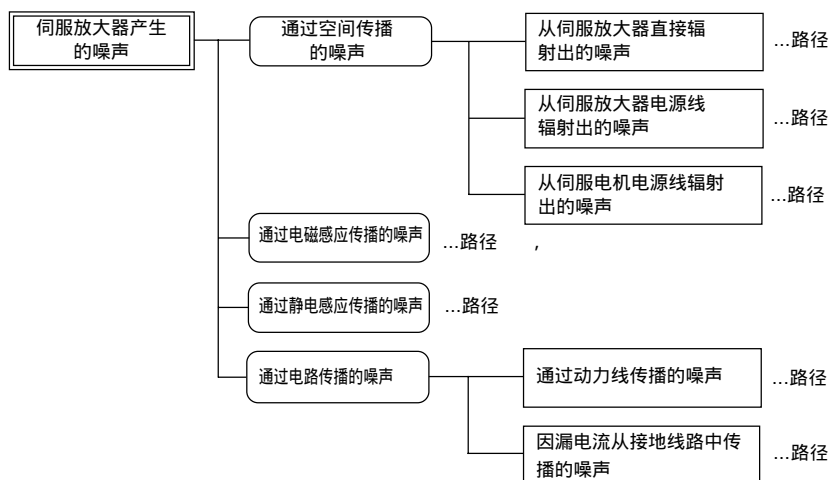 伺服放大器产生
的噪声
通过空间传播
的噪声
从伺服放大器直接辐
射出的噪声
...路径
从伺服放大器电源线
辐射出的噪声
...路径
从伺服电机电源线辐射
出的噪声
...路径
通过电磁感应传播的噪声
...路径 ,
通过静电感应传播的噪声
...路径
通过电路传播的噪声
通过动力线传播的噪声
...路径
因漏电流从接地线路中传
播的噪声
...路径